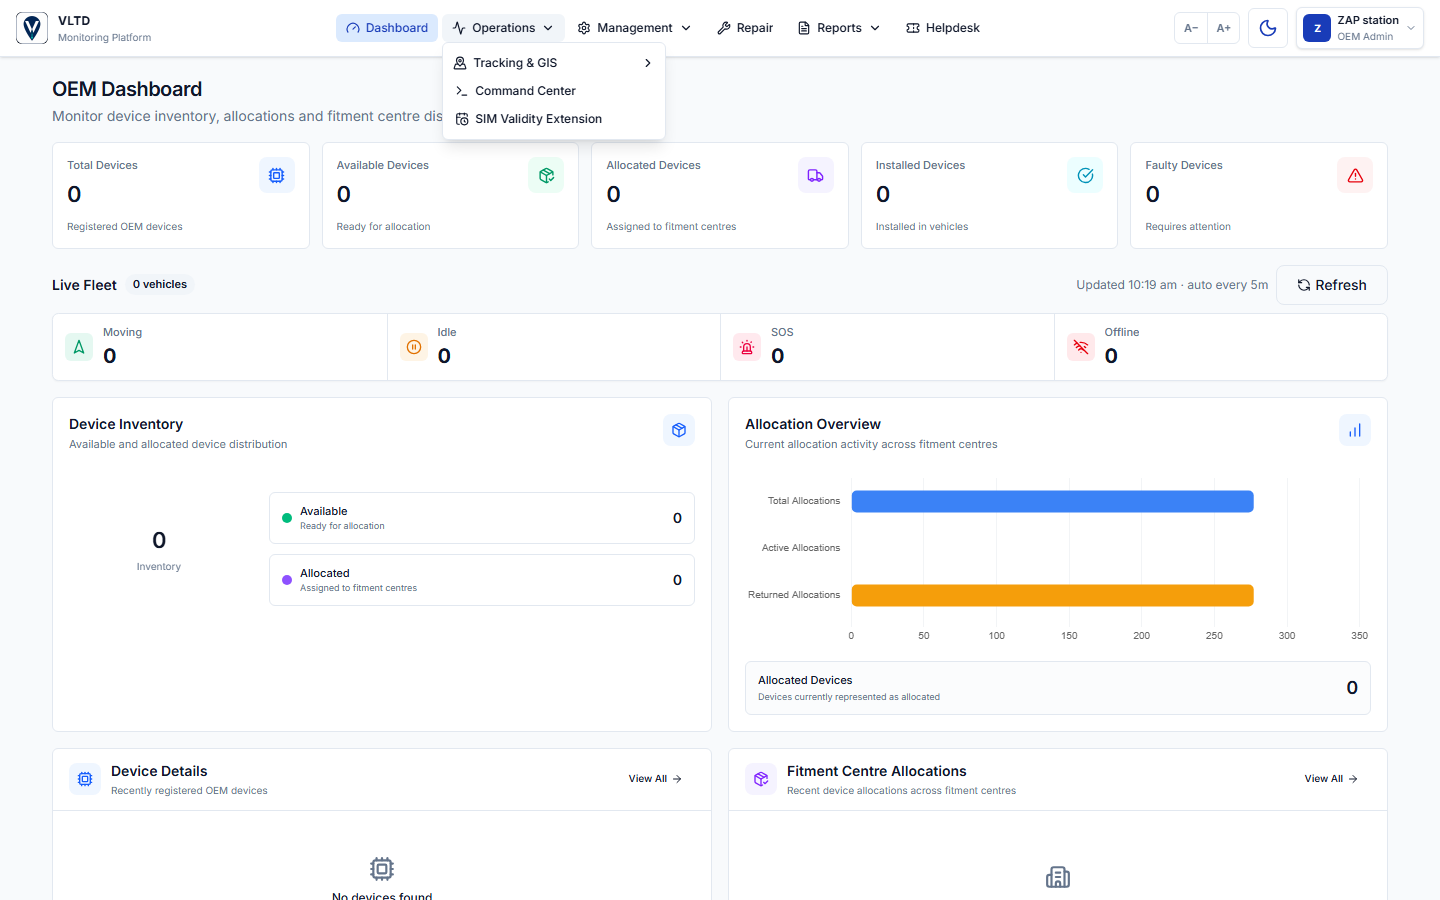 VLTD
Monitoring Platform
Dashboard
Operations
Management
Repair
Reports
Helpdesk
A−
A+
Z
ZAP station
OEM Admin
Tracking & GIS
Command Center
SIM Validity Extension
OEM Dashboard
Monitor device inventory, allocations and fitment centre dis
Total Devices
0
Registered OEM devices
Available Devices
0
Ready for allocation
Allocated Devices
0
Assigned to fitment centres
Installed Devices
0
Installed in vehicles
Faulty Devices
0
Requires attention
Live Fleet
0 vehicles
Updated 10:19 am · auto every 5m
Refresh
Moving
0
Idle
0
SOS
0
Offline
0
Device Inventory
Available and allocated device distribution
0
Inventory
Available
Ready for allocation
0
Allocated
Assigned to fitment centres
0
Allocation Overview
Current allocation activity across fitment centres
Total Allocations
Active Allocations
Returned Allocations
0 50 100 150 200 250 300 350
Allocated Devices
Devices currently represented as allocated
0
Device Details
Recently registered OEM devices
View All
No devices found
Fitment Centre Allocations
Recent device allocations across fitment centres
View All